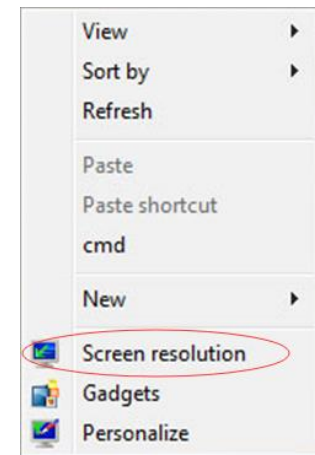 View
Sort by
Refresh
Paste
Paste shortcut
cmd
New
Screen resolution
Gadgets
Personalize